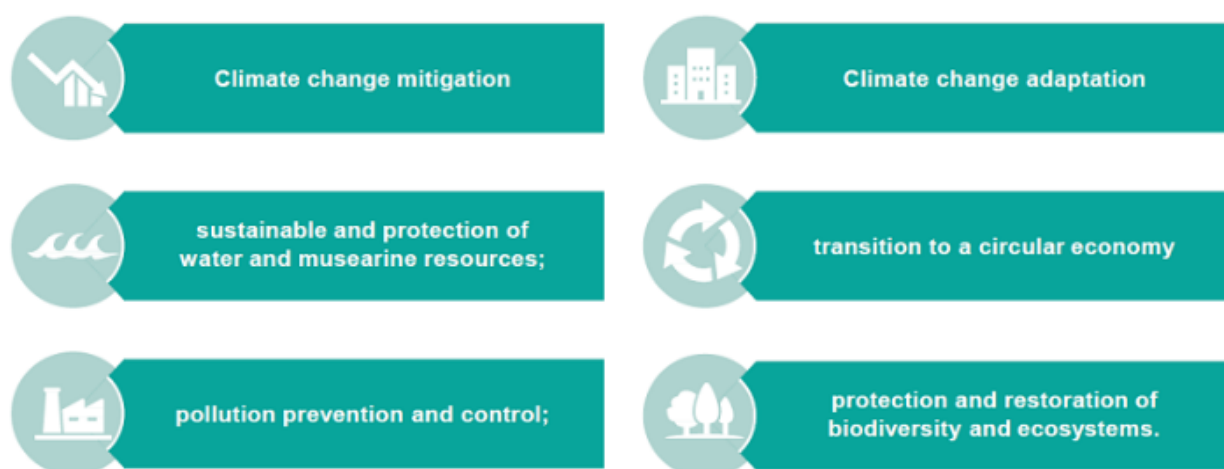 Climate change mitigation
Climate change adaptation
sustainable and protection of
water and musearine resources;
transition to a circular economy
pollution prevention and control;
protection and restoration of
biodiversity and ecosystems.